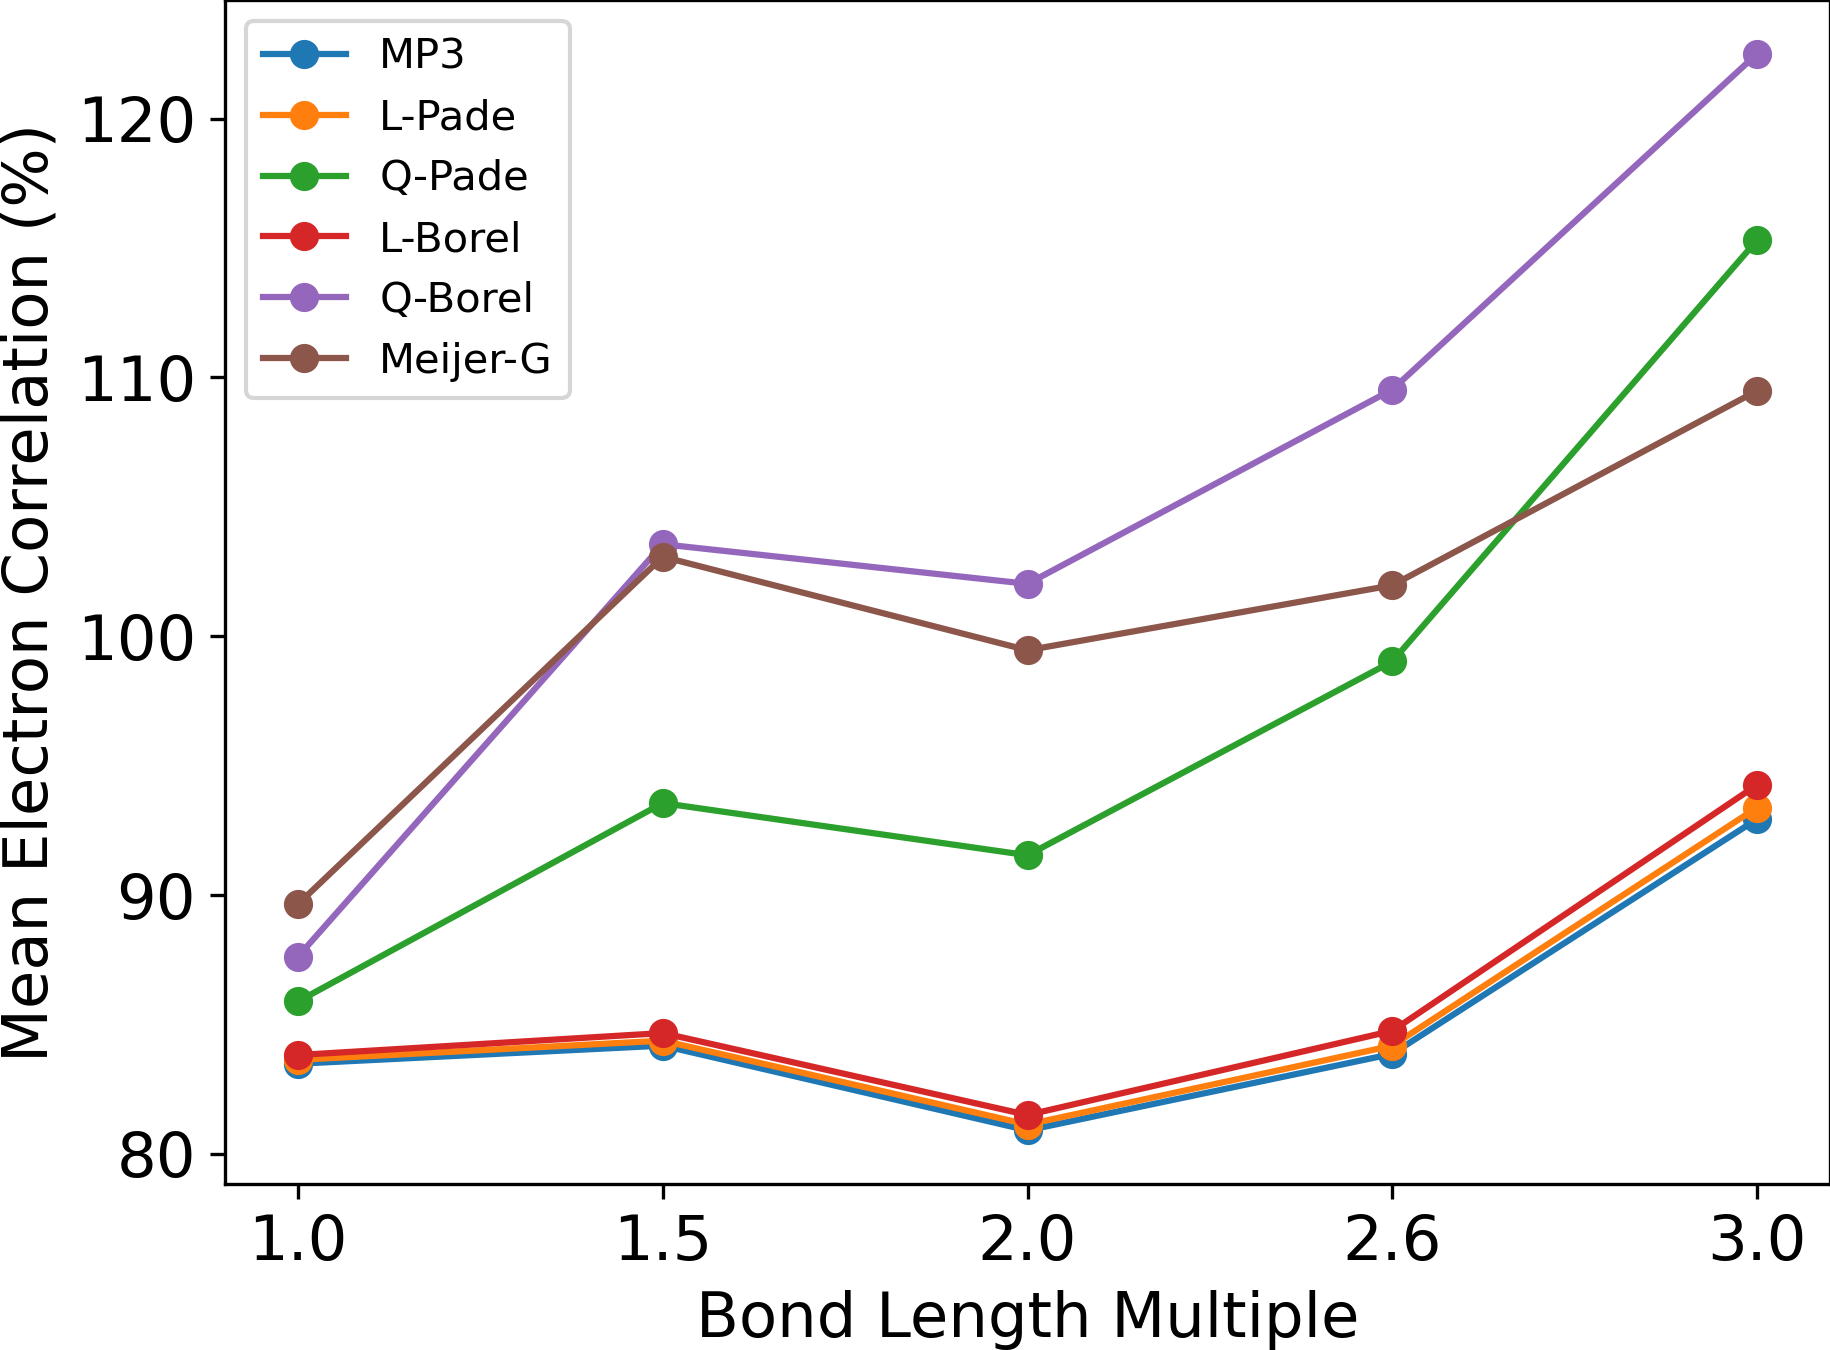 MP3
L-Pade
Q-Pade
L-Borel
Q-Borel
Meijer-G
Mean Electron Correlation (%)
120
110
100
90
80
1.0 1.5 2.0 2.6 3.0
Bond Length Multiple